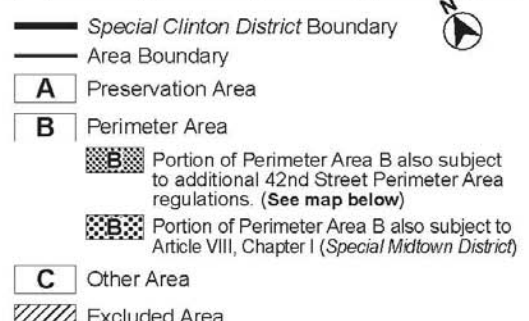 N
Special Clinton District Boundary
Area Boundary
A Preservation Area
B Perimeter Area
B Portion of Perimeter Area B also subject
to additional 42nd Street Perimeter Area
regulations. (See map below)
B Portion of Perimeter Area B also subject to
Article VIII, Chapter I (Special Midtown District)
C Other Area
Excluded Area